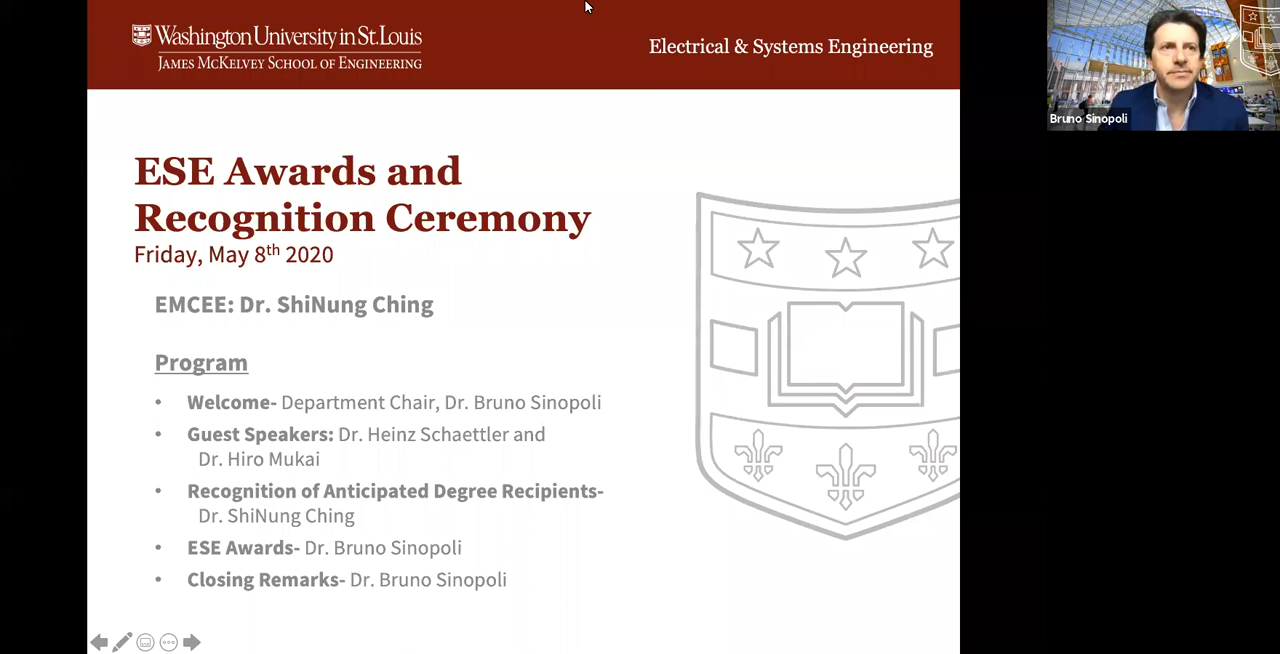 Washington University in St. Louis
JAMES MCKELVEY SCHOOL OF ENGINEERING
Electrical & Systems Engineering
Bruno Sinopoli
ESE Awards and
Recognition Ceremony
Friday, May 8th 2020
EMCEE: Dr. ShiNung Ching
Program
• Welcome- Department Chair, Dr. Bruno Sinopoli
• Guest Speakers: Dr. Heinz Schaettler and
Dr. Hiro Mukai
• Recognition of Anticipated Degree Recipients-
Dr. ShiNung Ching
• ESE Awards- Dr. Bruno Sinopoli
• Closing Remarks- Dr. Bruno Sinopoli